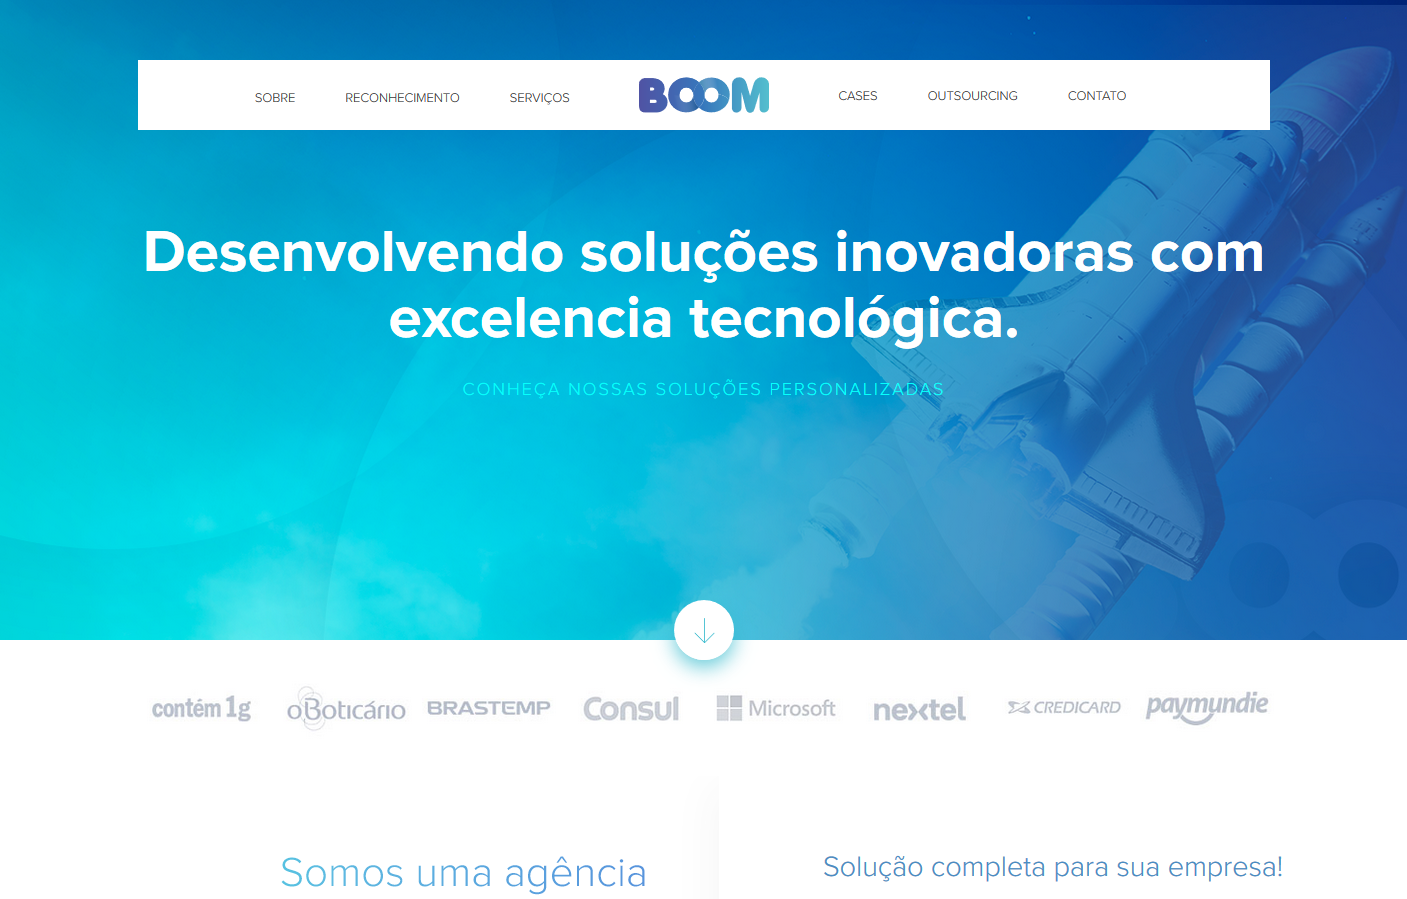 SOBRE RECONHECIMENTO SERVIÇOS BOOM CASES OUTSOURCING CONTATO
Desenvolvendo soluções inovadoras com
excelencia tecnológica.
CONHEÇA NOSSAS SOLUÇÕES PERSONALIZADAS
contém 1g oBoticário BRASTEMP Consul Microsoft nextel CREDICARD paymundie
Somos uma agência
Solução completa para sua empresa!